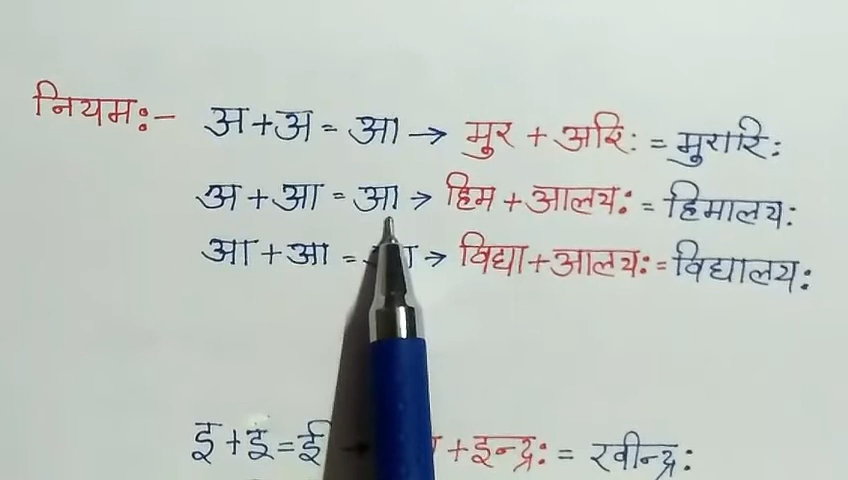 नियमः- अ + अ = आ → मुर + अरिः = मुरारिः
अ + आ = आ → हिम + आलयः = हिमालयः
आ + आ = → विद्या + आलयः = विद्यालयः
इ + इ = ई + इन्द्रः = रवीन्द्रः